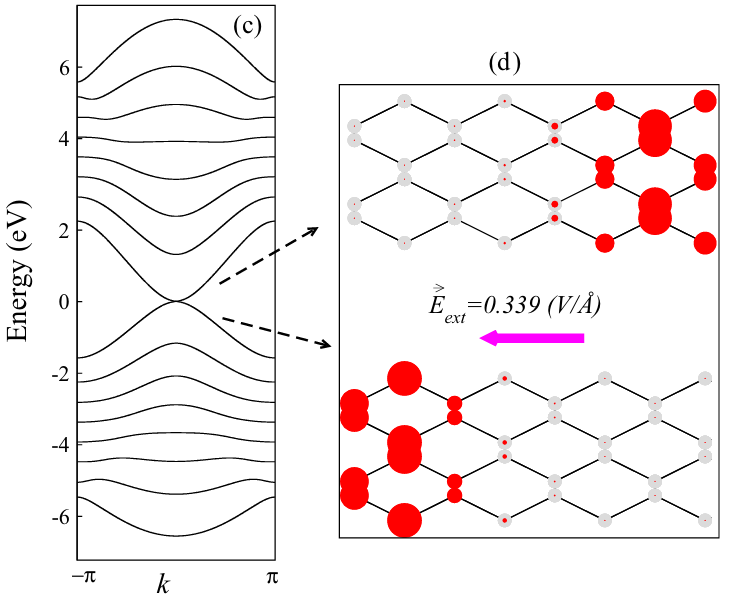 (c)
(d)
6
4
2
0
-2
-4
-6
Energy (eV)
−π
k
π
E⃗ext=0.339 (V/Å)